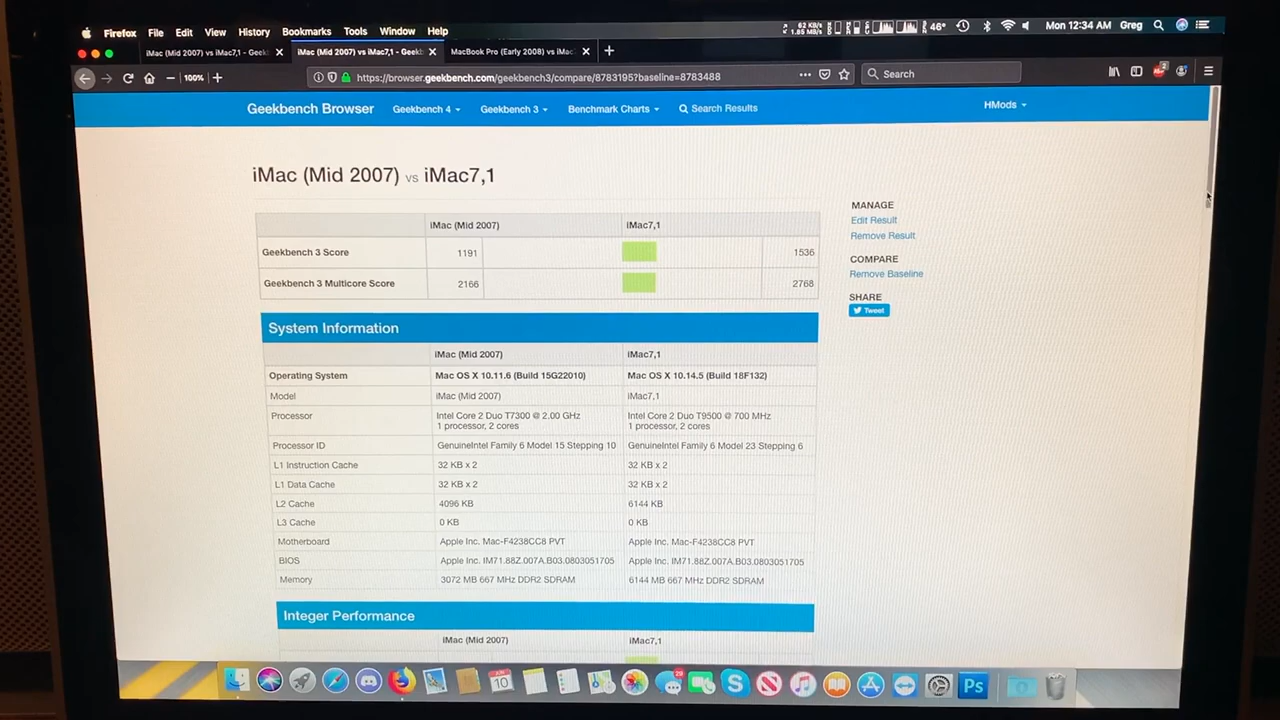 Firefox File Edit View History Bookmarks Tools Window Help 62 KB/s 1.85 MB/s 46° Mon 12:34 AM Greg
iMac (Mid 2007) vs iMac7,1 - Geek iMac (Mid 2007) vs iMac7,1 - Geekb MacBook Pro (Early 2008) vs iMac
100% https://browser.geekbench.com/geekbench3/compare/8783195?baseline=8783488 Search
Geekbench Browser Geekbench 4 Geekbench 3 Benchmark Charts Search Results HMods
iMac (Mid 2007) vs iMac7,1
iMac (Mid 2007) iMac7,1
Geekbench 3 Score 1191 1536
Geekbench 3 Multicore Score 2166 2768
MANAGE
Edit Result
Remove Result
COMPARE
Remove Baseline
SHARE
Tweet
System Information
iMac (Mid 2007) iMac7,1
Operating System Mac OS X 10.11.6 (Build 15G22010) Mac OS X 10.14.5 (Build 18F132)
Model iMac (Mid 2007) iMac7,1
Processor Intel Core 2 Duo T7300 @ 2.00 GHz Intel Core 2 Duo T9500 @ 700 MHz
1 processor, 2 cores 1 processor, 2 cores
Processor ID GenuineIntel Family 6 Model 15 Stepping 10 GenuineIntel Family 6 Model 23 Stepping 6
L1 Instruction Cache 32 KB x 2 32 KB x 2
L1 Data Cache 32 KB x 2 32 KB x 2
L2 Cache 4096 KB 6144 KB
L3 Cache 0 KB 0 KB
Motherboard Apple Inc. Mac-F4238CC8 PVT Apple Inc. Mac-F4238CC8 PVT
BIOS Apple Inc. IM71.88Z.007A.B03.0803051705 Apple Inc. IM71.88Z.007A.B03.0803051705
Memory 3072 MB 667 MHz DDR2 SDRAM 6144 MB 667 MHz DDR2 SDRAM
Integer Performance
iMac (Mid 2007) iMac7,1
10 29 Ps